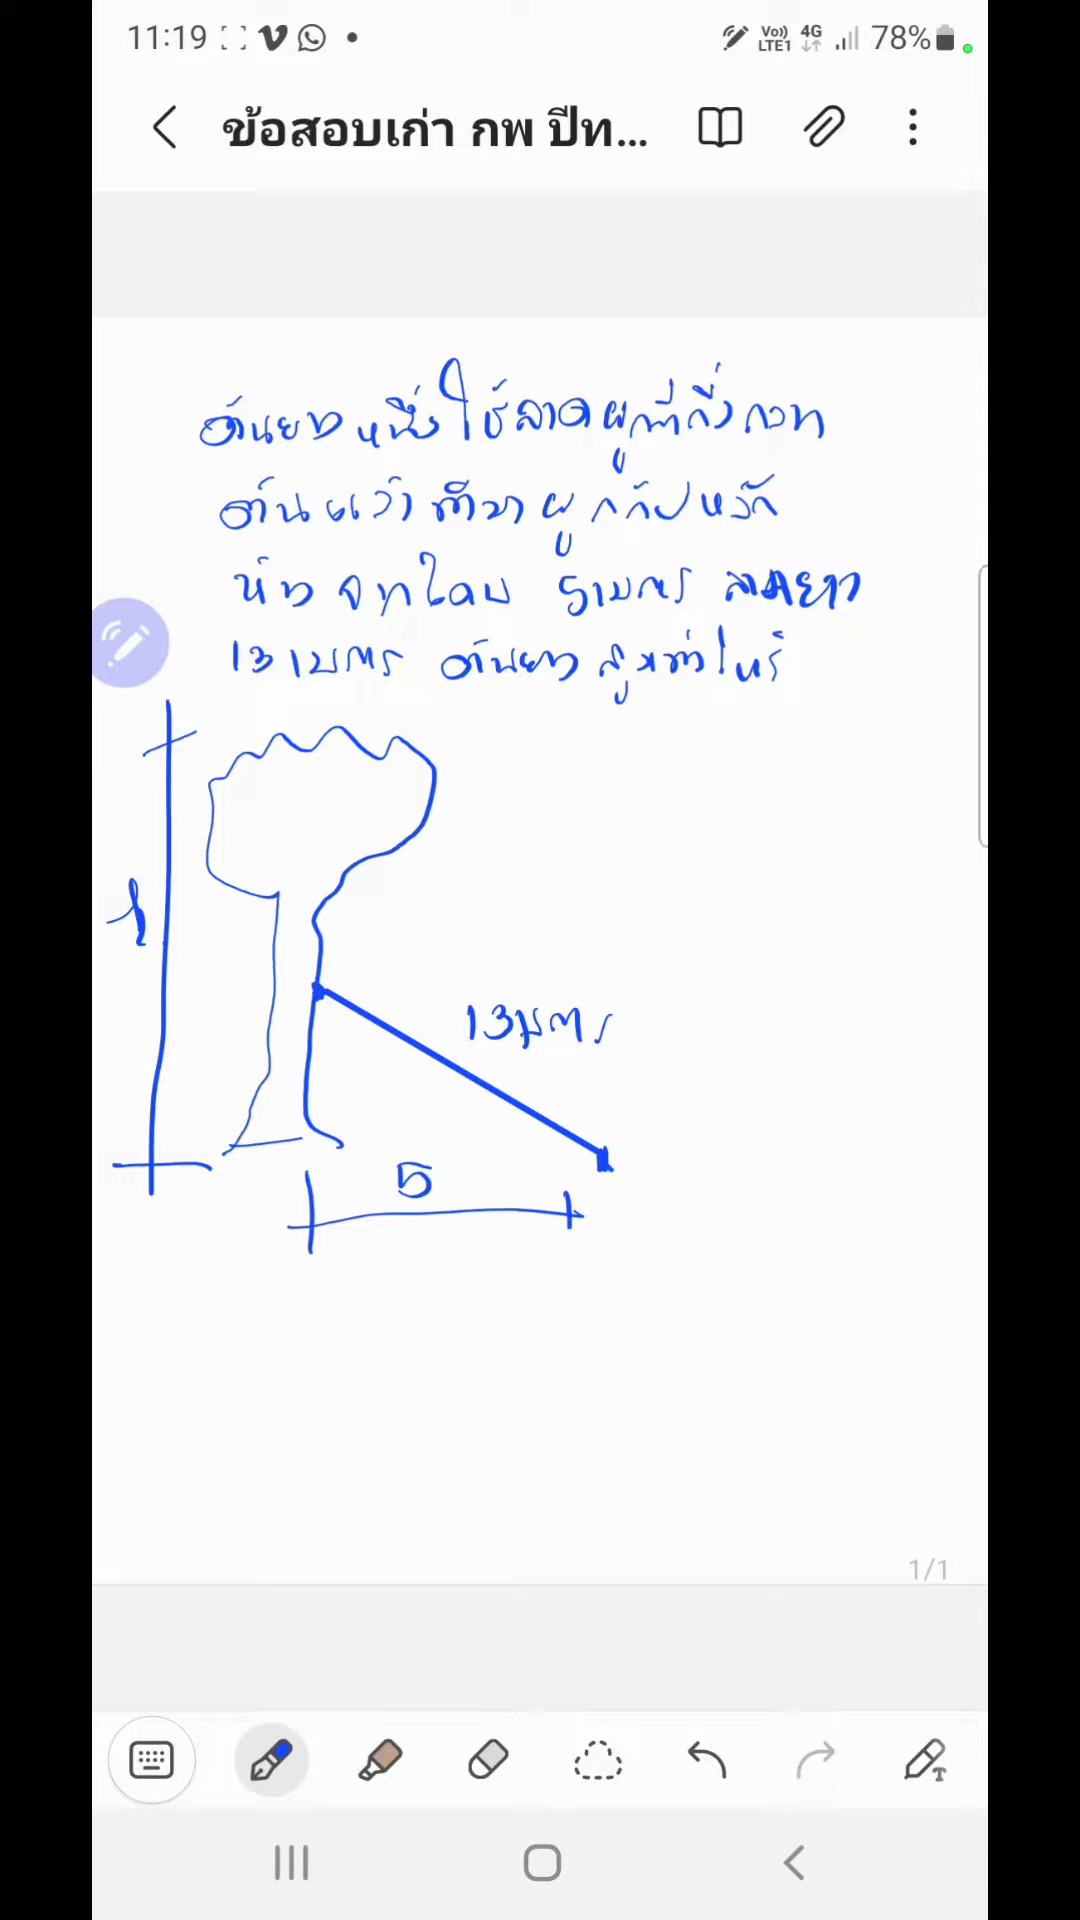 11:19
Vo)) LTE1 4G 78%
ข้อสอบเก่า กพ ปีท...
ต้นยางหนึ่งใช้ลวดผูกที่กึ่งกลาง
ต้นแล้วตึงมาผูกกับหลัก
ห่างจากโคน 5 เมตร ลวดยาว
13 เมตร ต้นยางสูงเท่าไหร่
h
13 เมตร
5
1/1